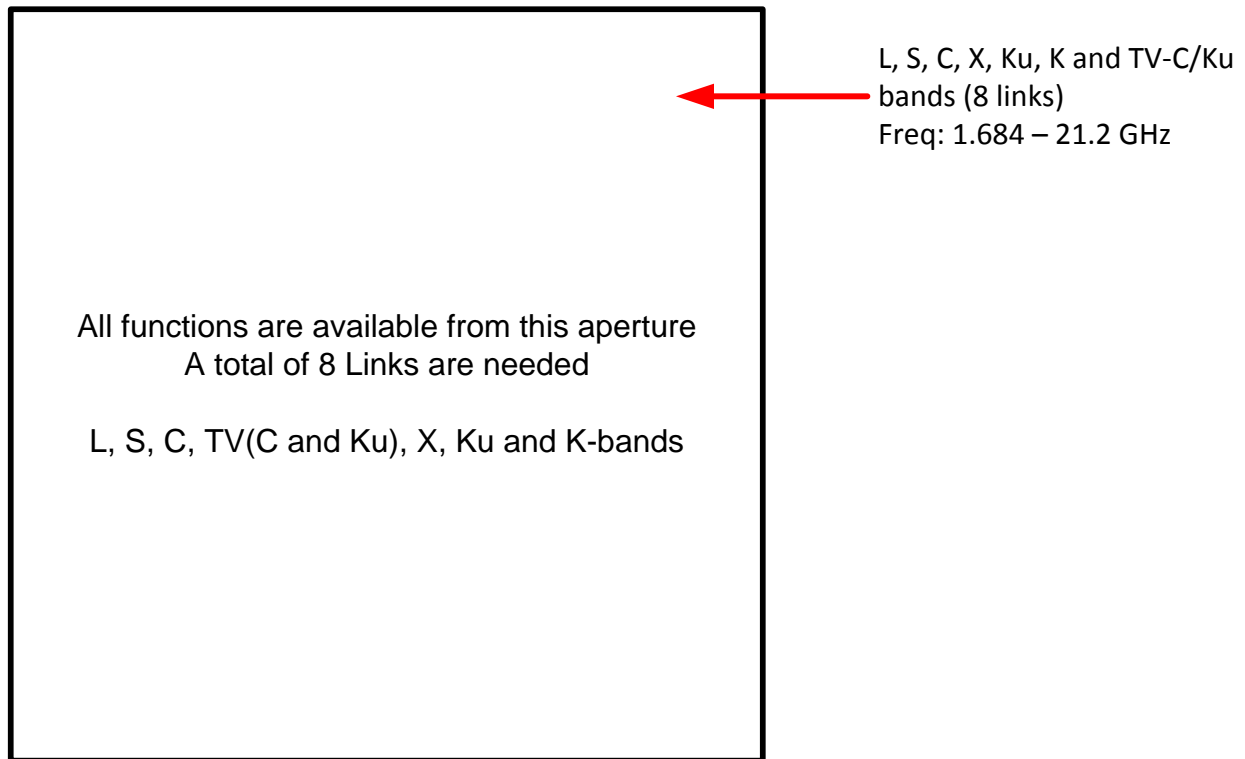 L, S, C, X, Ku, K and TV-C/Ku
bands (8 links)
Freq: 1.684 – 21.2 GHz
All functions are available from this aperture
A total of 8 Links are needed
L, S, C, TV(C and Ku), X, Ku and K-bands